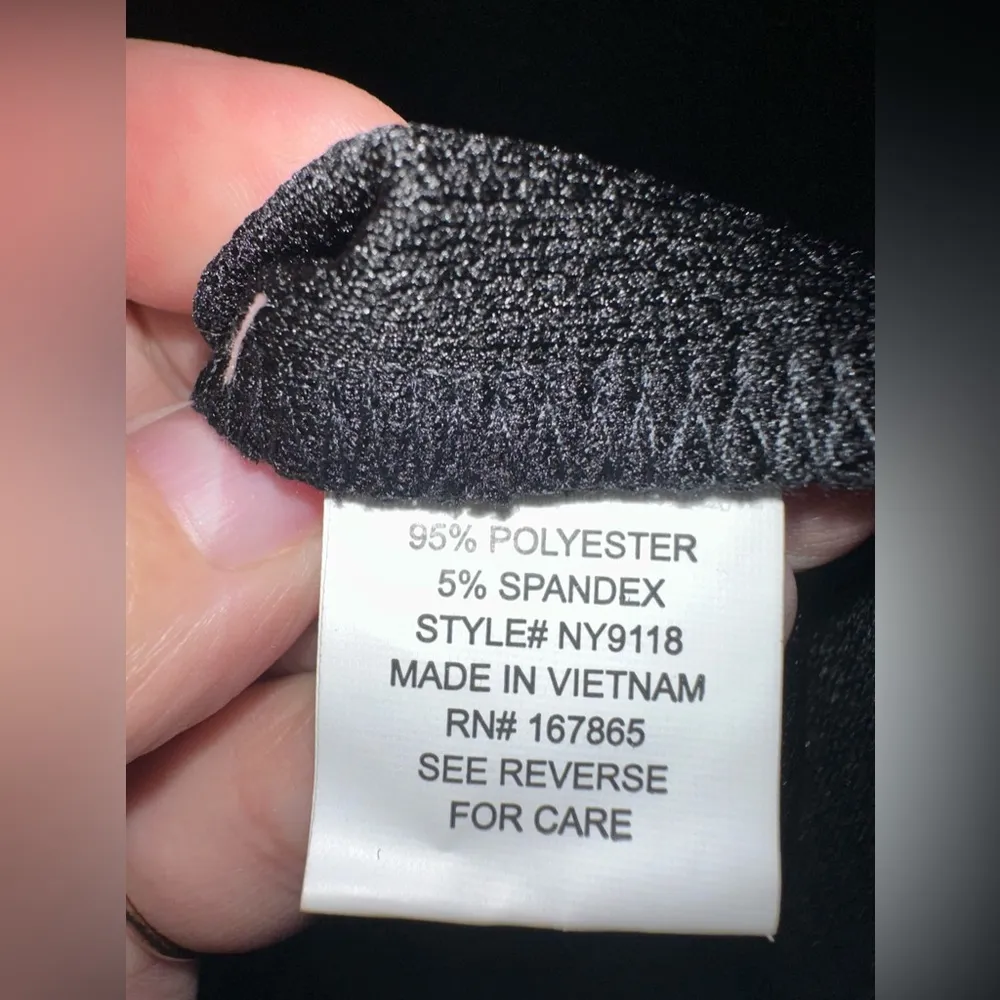 95% POLYESTER
5% SPANDEX
STYLE# NY9118
MADE IN VIETNAM
RN# 167865
SEE REVERSE
FOR CARE